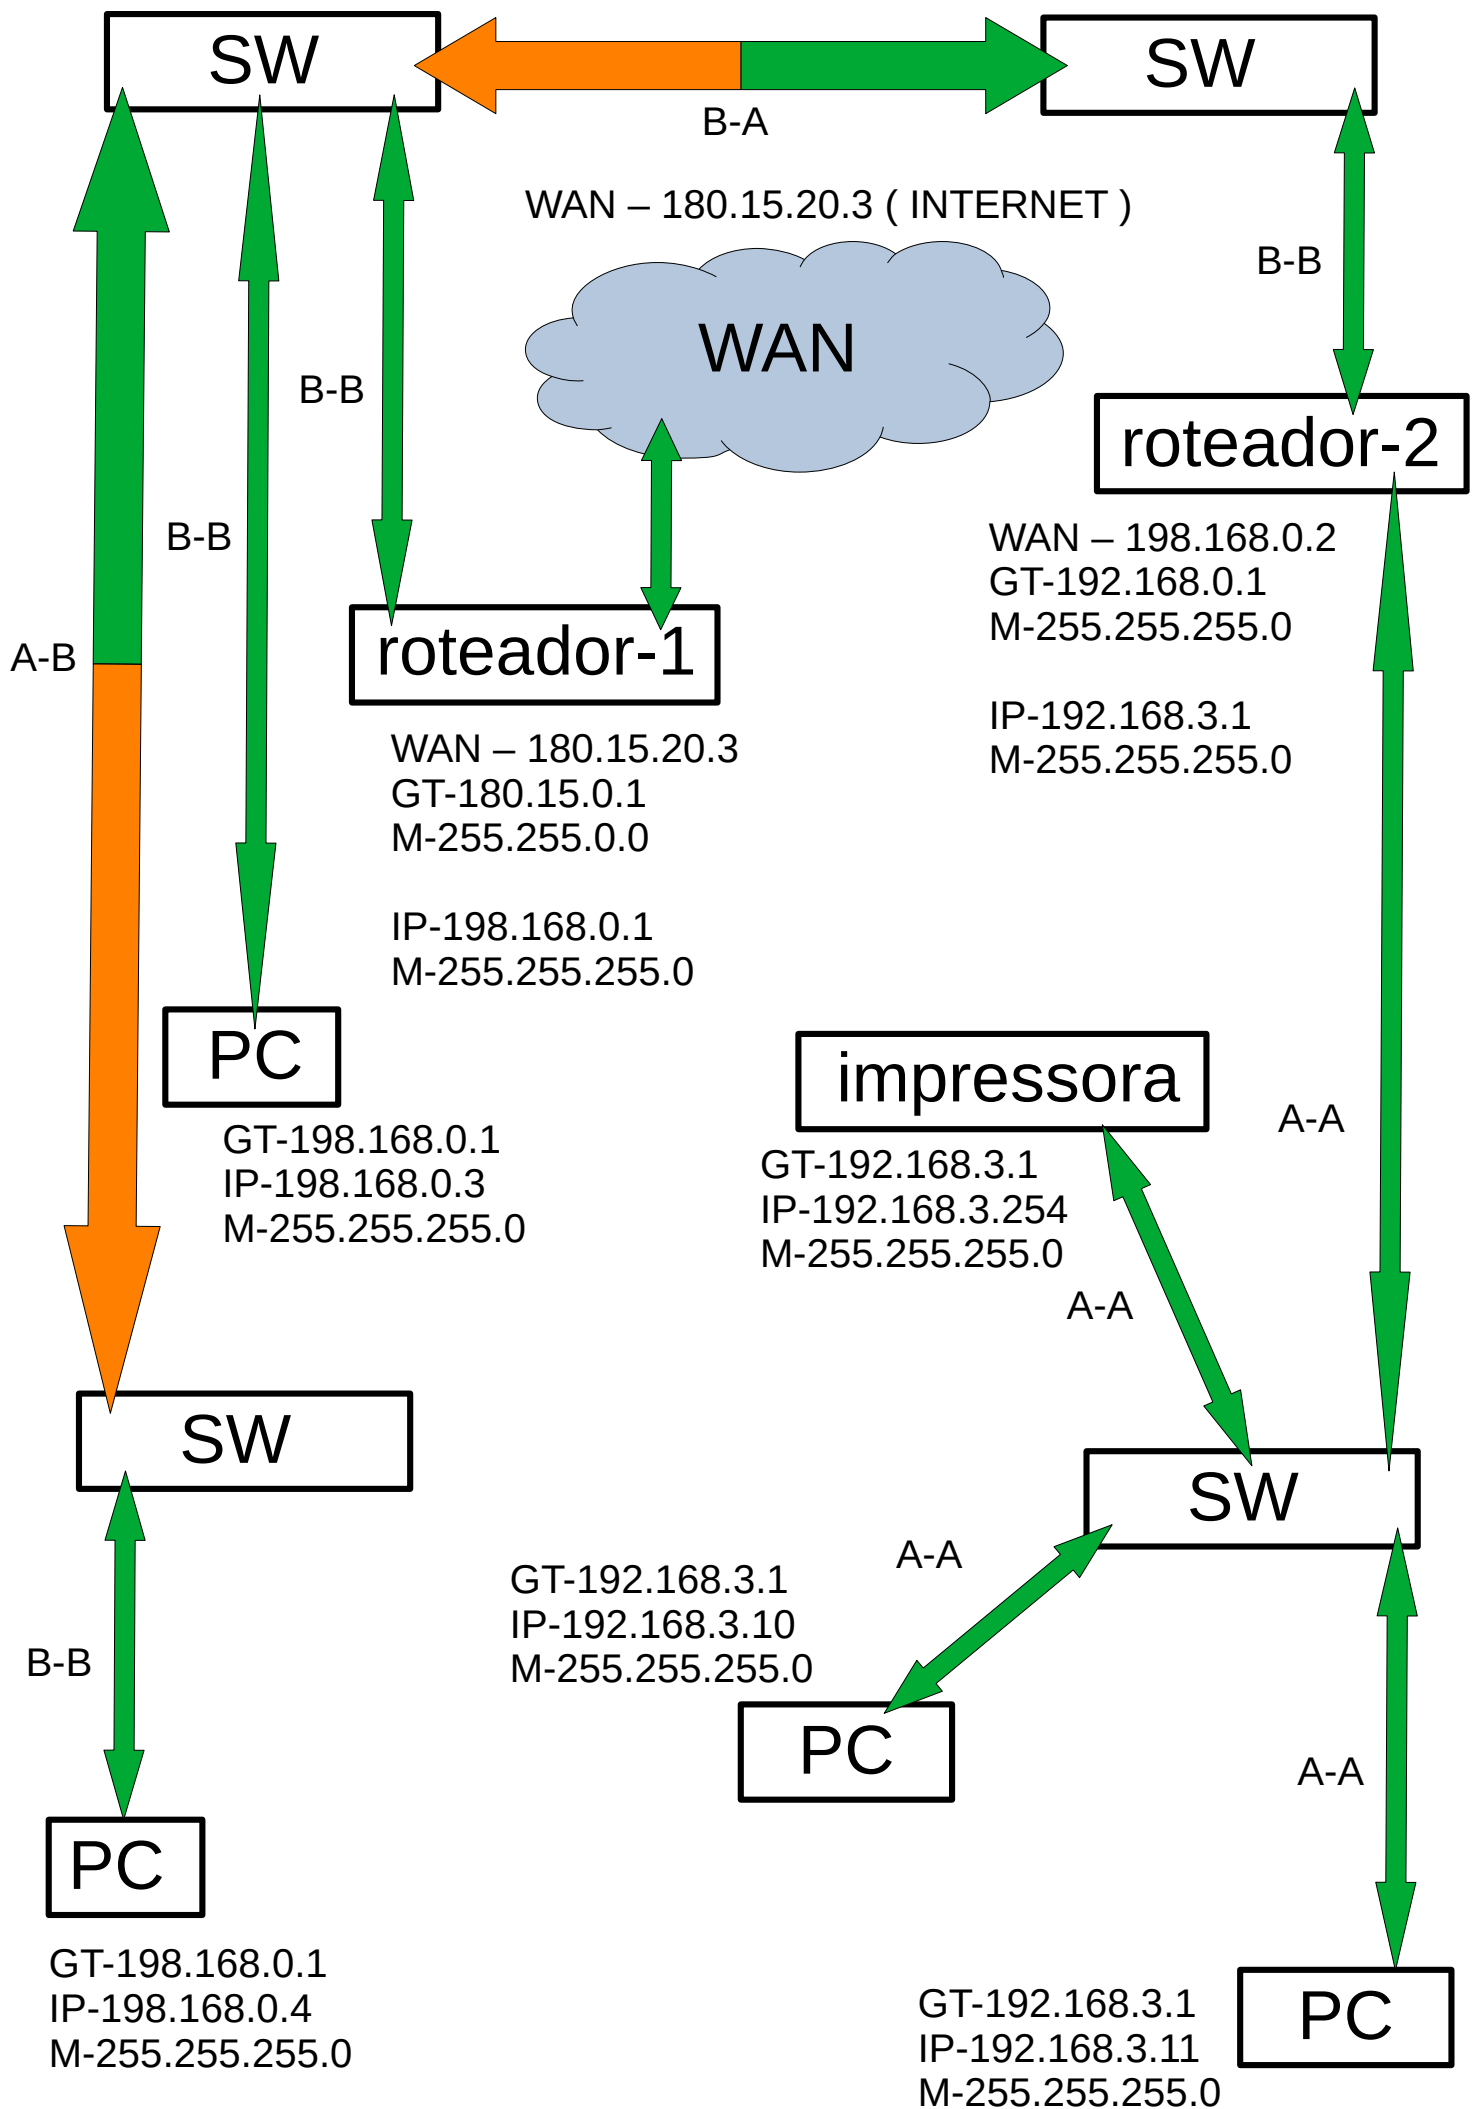 SW
SW
B-A
WAN – 180.15.20.3 ( INTERNET )
B-B
WAN
B-B
roteador-2
B-B
WAN – 198.168.0.2
GT-192.168.0.1
M-255.255.255.0
IP-192.168.3.1
M-255.255.255.0
A-B
roteador-1
WAN – 180.15.20.3
GT-180.15.0.1
M-255.255.0.0
IP-198.168.0.1
M-255.255.255.0
PC
GT-198.168.0.1
IP-198.168.0.3
M-255.255.255.0
impressora
GT-192.168.3.1
IP-192.168.3.254
M-255.255.255.0
A-A
A-A
SW
SW
A-A
GT-192.168.3.1
IP-192.168.3.10
M-255.255.255.0
B-B
PC
A-A
PC
GT-198.168.0.1
IP-198.168.0.4
M-255.255.255.0
PC
GT-192.168.3.1
IP-192.168.3.11
M-255.255.255.0